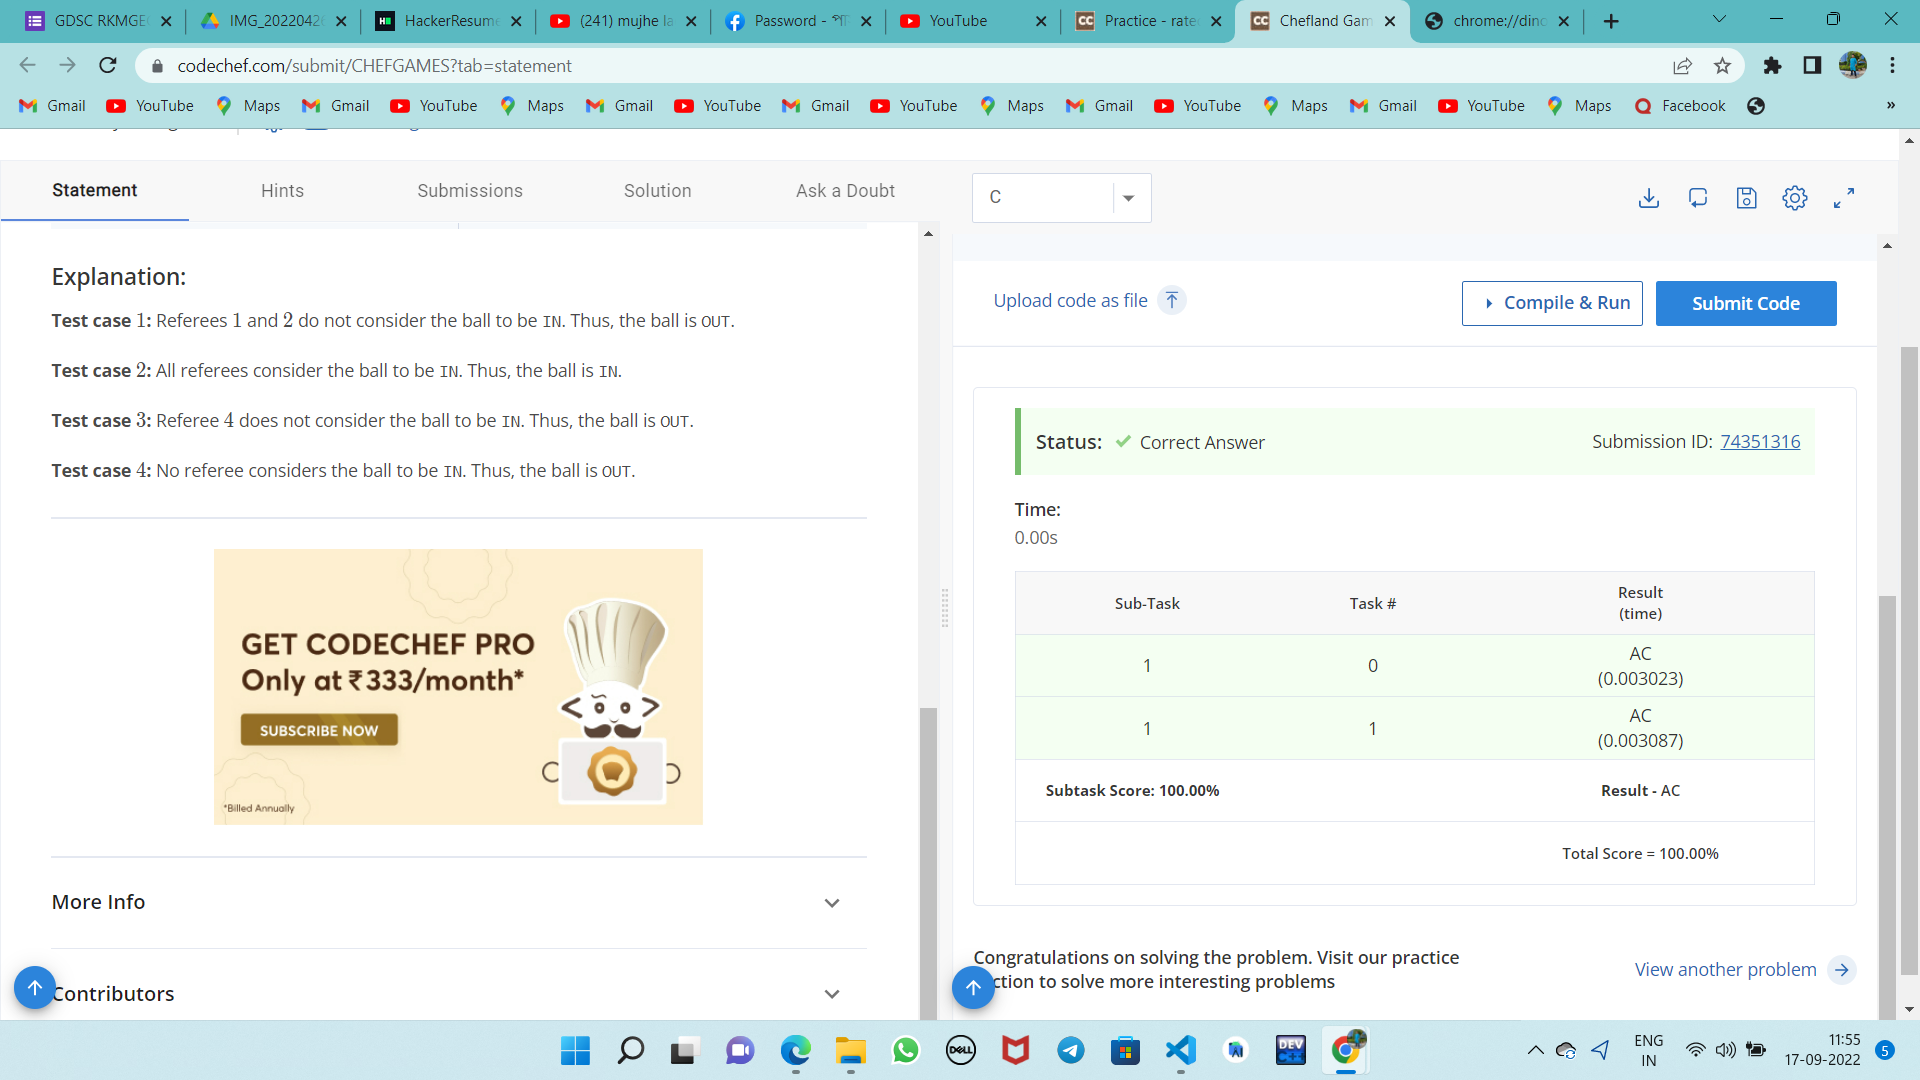 GDSC RKMGE
IMG_20220426
HackerResume
(241) mujhe la
Password -
YouTube
Practice - rate
Chefland Gam
chrome://dino
codechef.com/submit/CHEFGAMES?tab=statement
Gmail YouTube Maps Gmail YouTube Maps Gmail YouTube Gmail YouTube Maps Gmail YouTube Maps Gmail YouTube Maps Facebook »
Statement Hints Submissions Solution Ask a Doubt
C
Explanation:
Test case 1: Referees 1 and 2 do not consider the ball to be IN. Thus, the ball is OUT.
Test case 2: All referees consider the ball to be IN. Thus, the ball is IN.
Test case 3: Referee 4 does not consider the ball to be IN. Thus, the ball is OUT.
Test case 4: No referee considers the ball to be IN. Thus, the ball is OUT.
GET CODECHEF PRO
Only at ₹333/month*
SUBSCRIBE NOW
*Billed Annually
More Info
Contributors
Upload code as file
Compile & Run
Submit Code
Status: Correct Answer
Submission ID: 74351316
Time:
0.00s
Sub-Task Task # Result
(time)
1 0 AC
(0.003023)
1 1 AC
(0.003087)
Subtask Score: 100.00% Result - AC
Total Score = 100.00%
Congratulations on solving the problem. Visit our practice
ction to solve more interesting problems
View another problem
DELL
DEV
C++
ENG
IN
11:55
17-09-2022
5